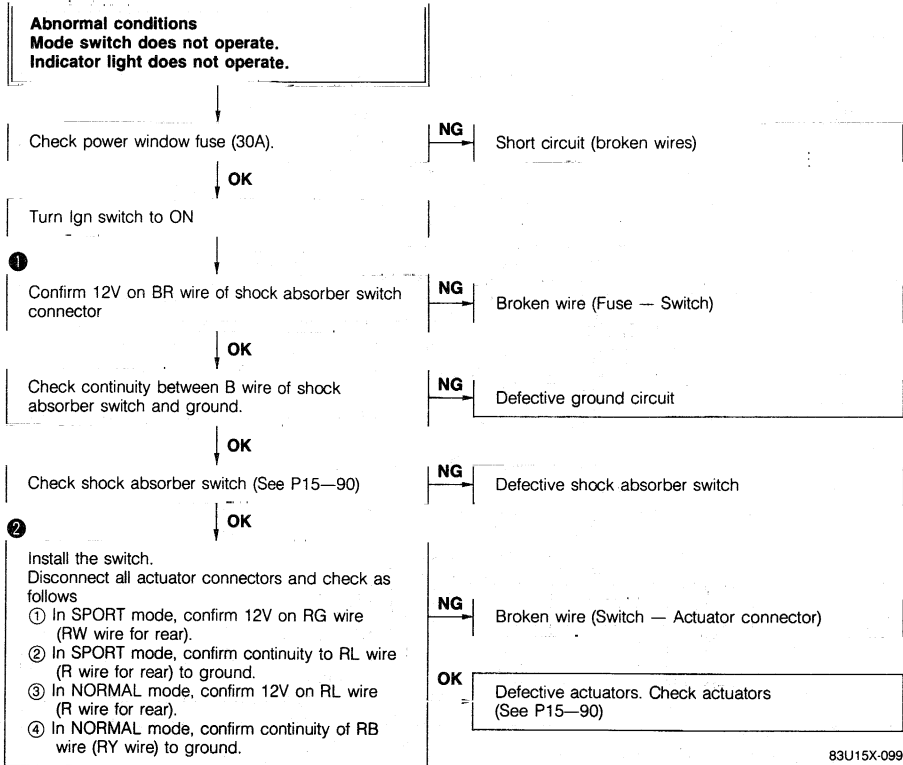 Abnormal conditions
Mode switch does not operate.
Indicator light does not operate.
Check power window fuse (30A).
NG
Short circuit (broken wires)
OK
Turn Ign switch to ON
❶
Confirm 12V on BR wire of shock absorber switch
connector
NG
Broken wire (Fuse — Switch)
OK
Check continuity between B wire of shock
absorber switch and ground.
NG
Defective ground circuit
OK
Check shock absorber switch (See P15—90)
NG
Defective shock absorber switch
OK
❷
Install the switch.
Disconnect all actuator connectors and check as
follows
① In SPORT mode, confirm 12V on RG wire
(RW wire for rear).
② In SPORT mode, confirm continuity to RL wire
(R wire for rear) to ground.
③ In NORMAL mode, confirm 12V on RL wire
(R wire for rear).
④ In NORMAL mode, confirm continuity of RB
wire (RY wire) to ground.
NG
Broken wire (Switch — Actuator connector)
OK
Defective actuators. Check actuators
(See P15—90)
83U15X-099